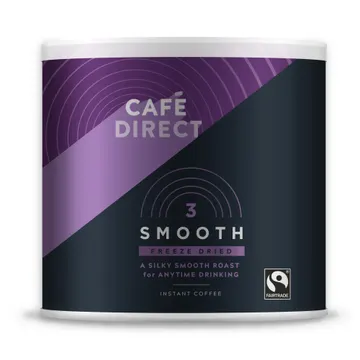 CAFÉ
DIRECT
3
SMOOTH
FREEZE DRIED
A SILKY SMOOTH ROAST
for ANYTIME DRINKING
INSTANT COFFEE
FAIRTRADE